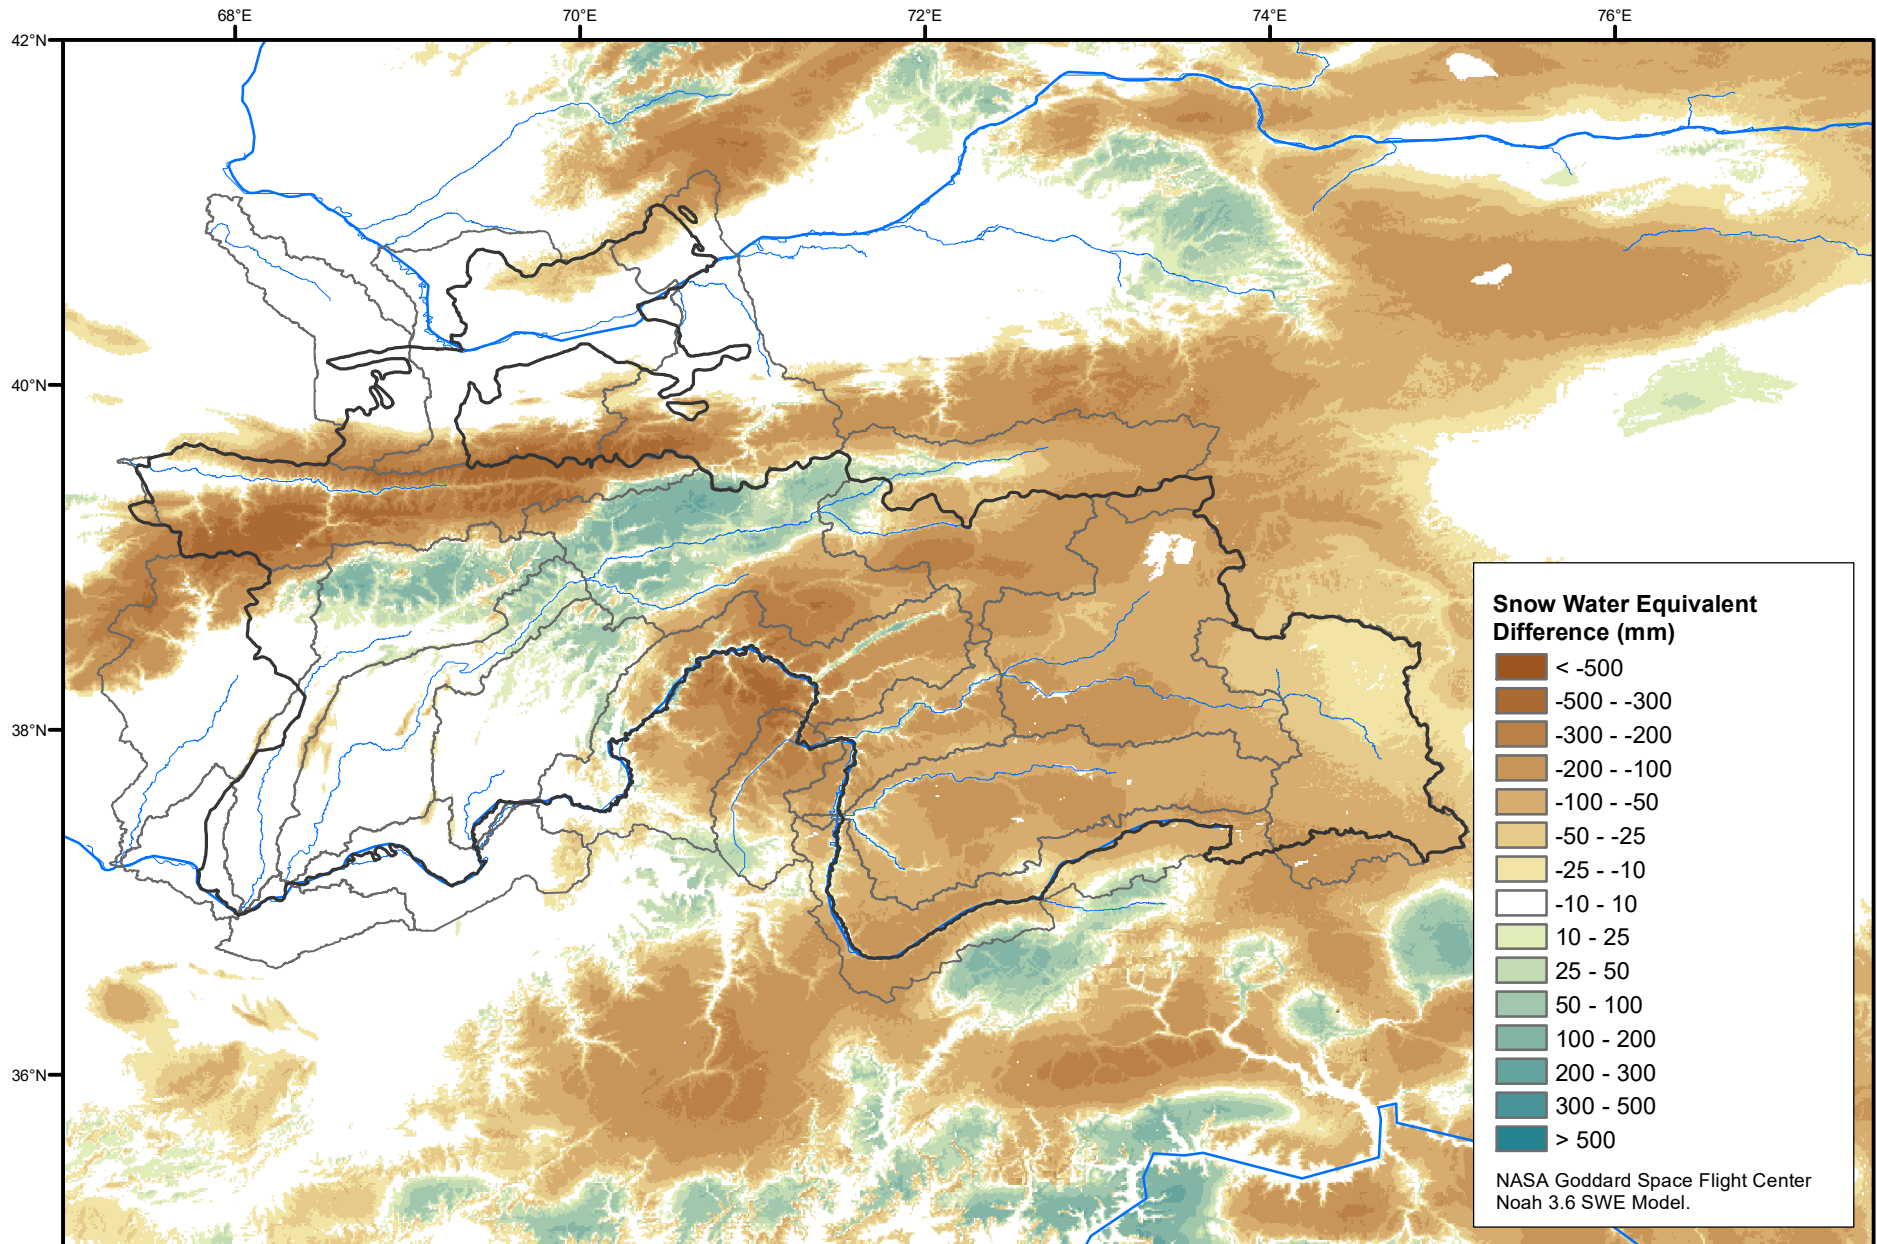 68°E
70°E
72°E
74°E
76°E
42°N
40°N
38°N
36°N
Snow Water Equivalent
Difference (mm)
< -500
-500 - -300
-300 - -200
-200 - -100
-100 - -50
-50 - -25
-25 - -10
-10 - 10
10 - 25
25 - 50
50 - 100
100 - 200
200 - 300
300 - 500
> 500
NASA Goddard Space Flight Center
Noah 3.6 SWE Model.